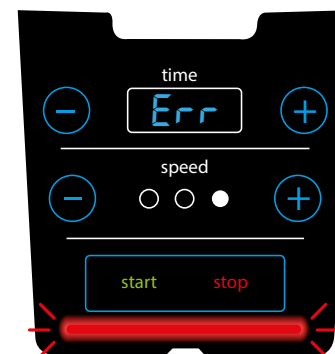 time
− Err +
speed
− +
start stop